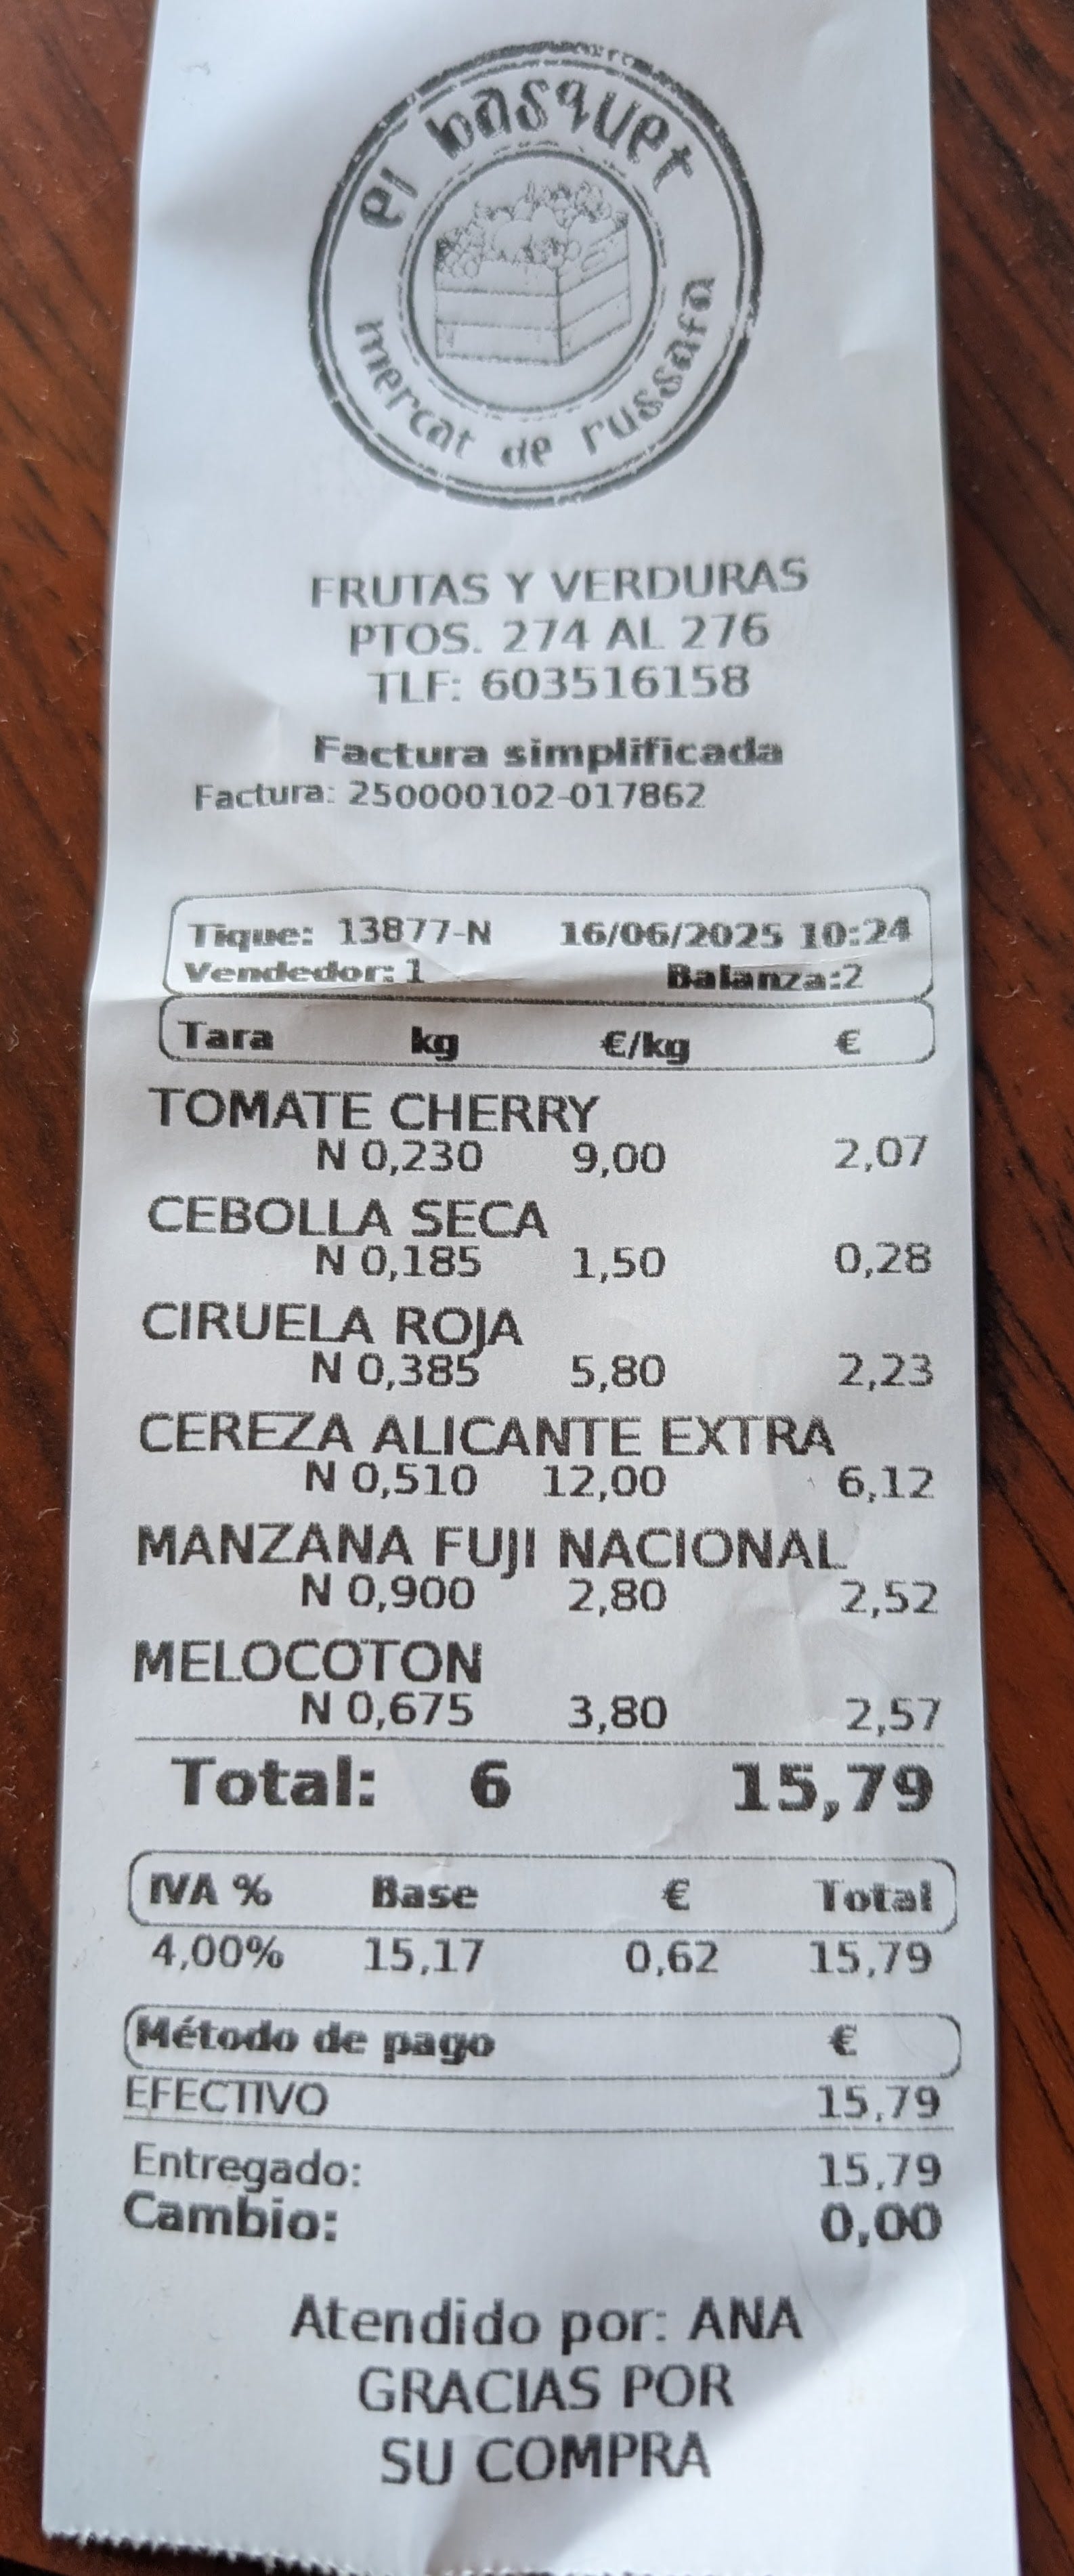 el basquet
mercat de russafa
FRUTAS Y VERDURAS
PTOS. 274 AL 276
TLF: 603516158
Factura simplificada
Factura: 250000102-017862
Tique: 13877-N 16/06/2025 10:24
Vendedor: 1 Balanza:2
Tara kg €/kg €
TOMATE CHERRY
N 0,230 9,00 2,07
CEBOLLA SECA
N 0,185 1,50 0,28
CIRUELA ROJA
N 0,385 5,80 2,23
CEREZA ALICANTE EXTRA
N 0,510 12,00 6,12
MANZANA FUJI NACIONAL
N 0,900 2,80 2,52
MELOCOTON
N 0,675 3,80 2,57
Total: 6 15,79
IVA % Base € Total
4,00% 15,17 0,62 15,79
Método de pago €
EFECTIVO 15,79
Entregado: 15,79
Cambio: 0,00
Atendido por: ANA
GRACIAS POR
SU COMPRA